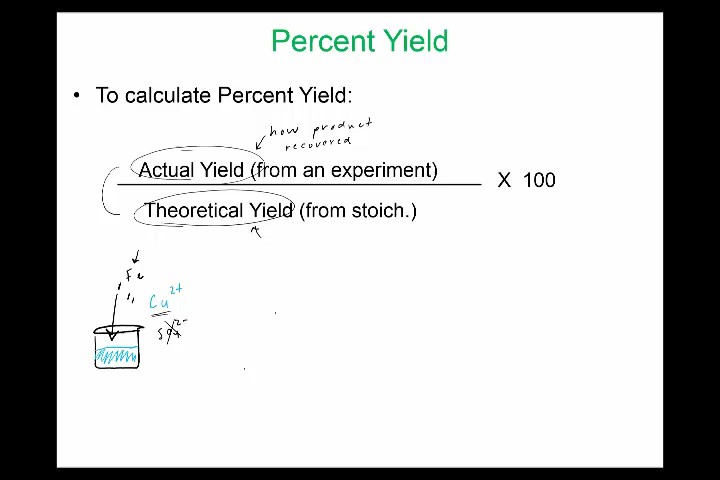 Percent Yield
• To calculate Percent Yield:
how product
recovered
Actual Yield (from an experiment)
X 100
Theoretical Yield (from stoich.)
Fe
Cu2+
SO42-